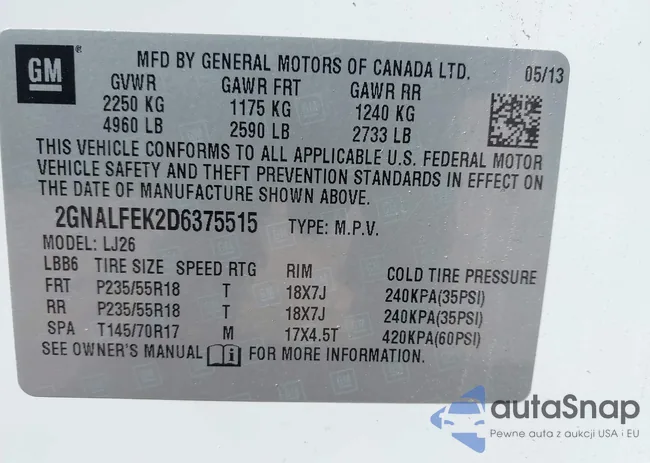 GM
MFD BY GENERAL MOTORS OF CANADA LTD. 05/13
GVWR GAWR FRT GAWR RR
2250 KG 1175 KG 1240 KG
4960 LB 2590 LB 2733 LB
THIS VEHICLE CONFORMS TO ALL APPLICABLE U.S. FEDERAL MOTOR
VEHICLE SAFETY AND THEFT PREVENTION STANDARDS IN EFFECT ON
THE DATE OF MANUFACTURE SHOWN ABOVE.
2GNALFEK2D6375515 TYPE: M.P.V.
MODEL: LJ26
LBB6 TIRE SIZE SPEED RTG RIM COLD TIRE PRESSURE
FRT P235/55R18 T 18X7J 240KPA(35PSI)
RR P235/55R18 T 18X7J 240KPA(35PSI)
SPA T145/70R17 M 17X4.5T 420KPA(60PSI)
SEE OWNER'S MANUAL i FOR MORE INFORMATION.
autaSnap
Pewne auta z aukcji USA i EU